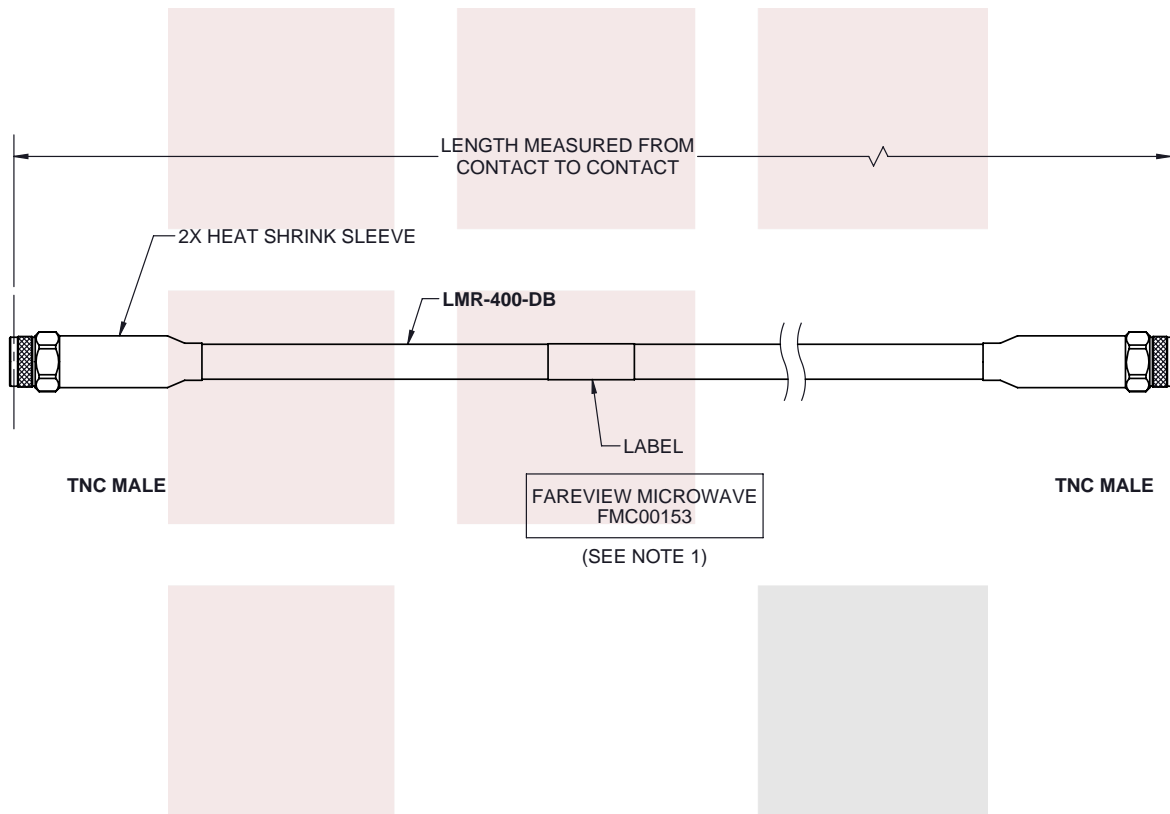 LENGTH MEASURED FROM
CONTACT TO CONTACT
2X HEAT SHRINK SLEEVE
LMR-400-DB
LABEL
TNC MALE
TNC MALE
FAREVIEW MICROWAVE
FMC00153
(SEE NOTE 1)